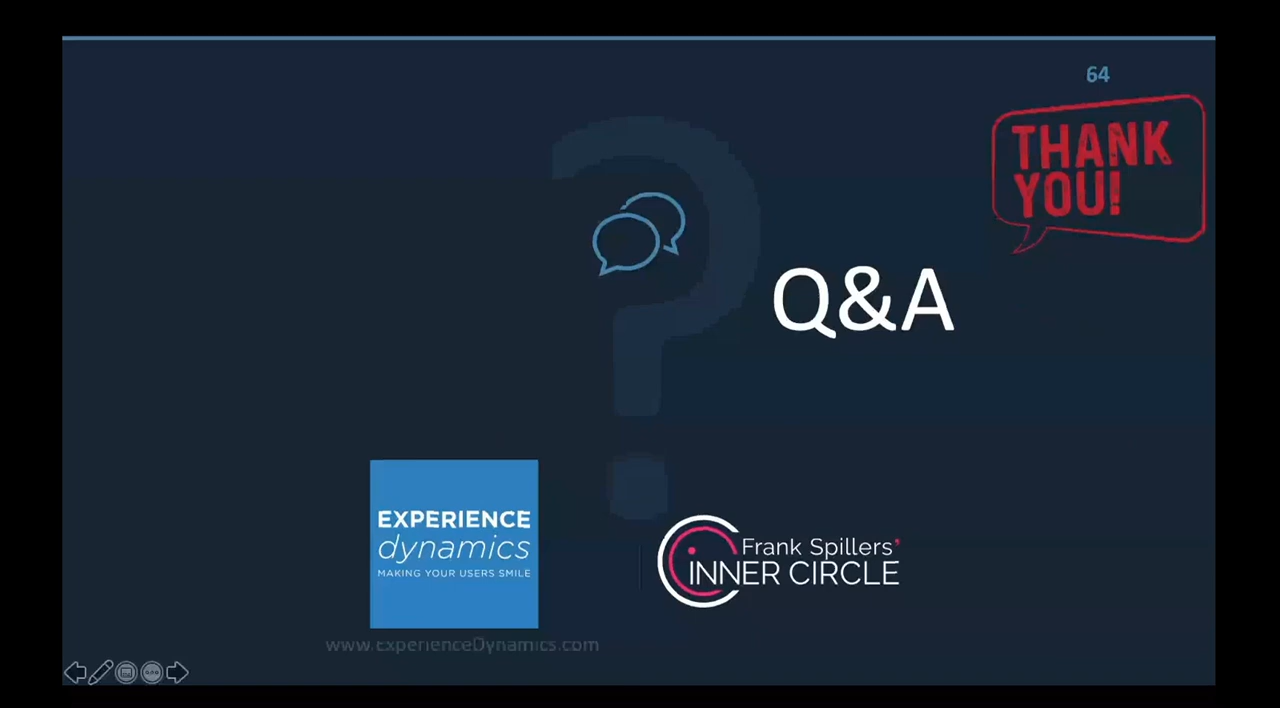 64
THANK
YOU!
Q&A
EXPERIENCE
dynamics
MAKING YOUR USERS SMILE
Frank Spillers’
INNER CIRCLE
www.ExperienceDynamics.com